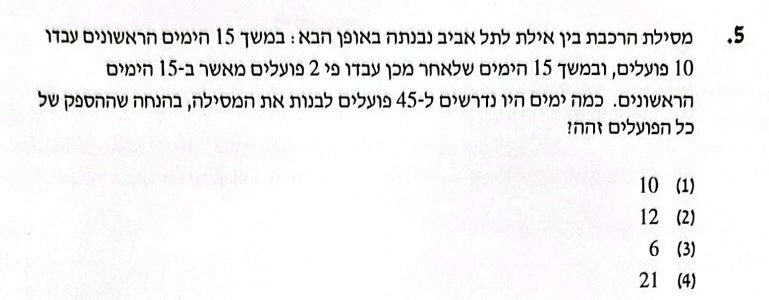 .5 מסילת הרכבת בין אילת לתל אביב נבנתה באופן הבא: במשך 15 הימים הראשונים עבדו
10 פועלים, ובמשך 15 הימים שלאחר מכן עבדו פי 2 פועלים מאשר ב-15 הימים
הראשונים. כמה ימים היו נדרשים ל-45 פועלים לבנות את המסילה, בהנחה שההספק של
כל הפועלים זהה?
(1) 10
(2) 12
(3) 6
(4) 21